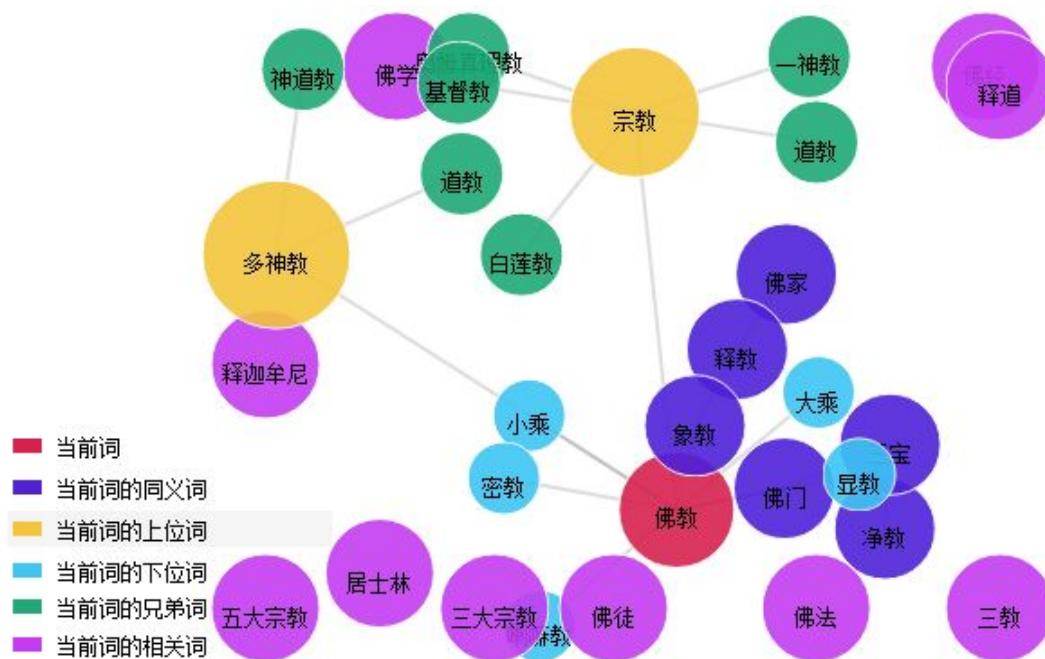 神道教
佛学
基督教
宗教
一神教
释道
道教
道教
多神教
白莲教
佛家
释教
释迦牟尼
大乘
小乘
象教
当前词
宝
密教
显教
当前词的同义词
佛门
佛教
当前词的上位词
净教
当前词的下位词
居士林
当前词的兄弟词
五大宗教
三大宗教
佛徒
佛法
三教
当前词的相关词